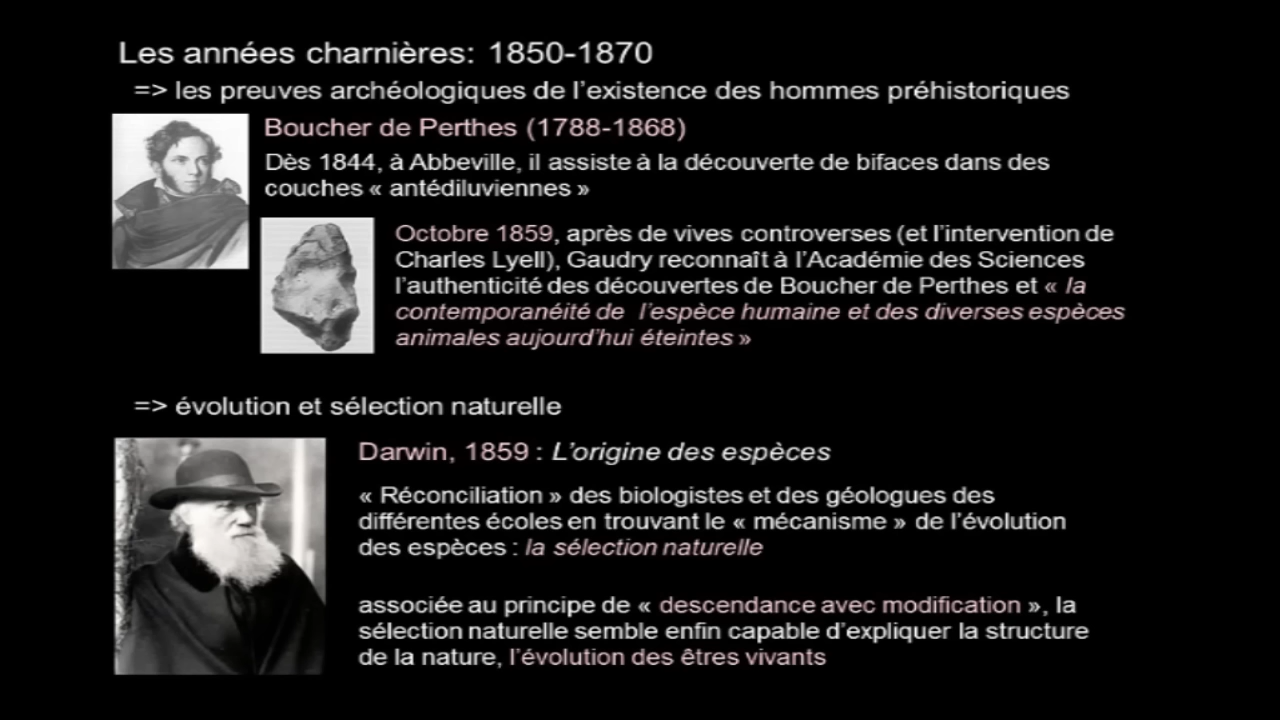 Les années charnières: 1850-1870
=> les preuves archéologiques de l'existence des hommes préhistoriques
Boucher de Perthes (1788-1868)
Dès 1844, à Abbeville, il assiste à la découverte de bifaces dans des
couches « antédiluviennes »
Octobre 1859, après de vives controverses (et l'intervention de
Charles Lyell), Gaudry reconnaît à l'Académie des Sciences
l'authenticité des découvertes de Boucher de Perthes et « la
contemporanéité de l'espèce humaine et des diverses espèces
animales aujourd'hui éteintes »
=> évolution et sélection naturelle
Darwin, 1859 : L'origine des espèces
« Réconciliation » des biologistes et des géologues des
différentes écoles en trouvant le « mécanisme » de l'évolution
des espèces : la sélection naturelle
associée au principe de « descendance avec modification », la
sélection naturelle semble enfin capable d'expliquer la structure
de la nature, l'évolution des êtres vivants